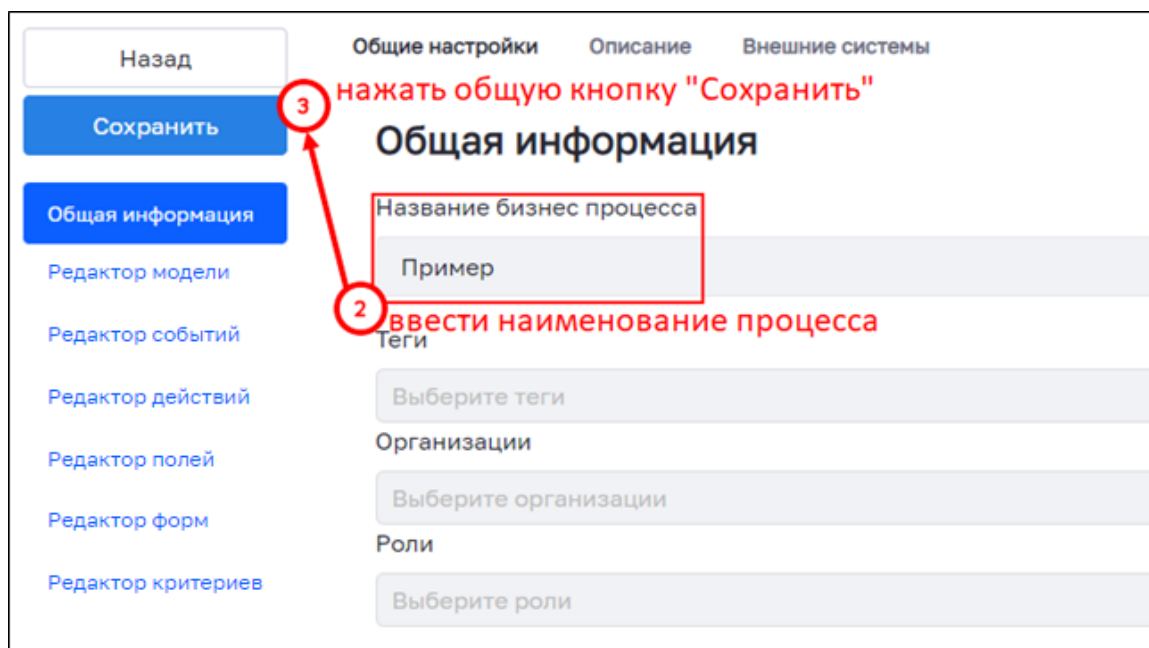 Назад
Сохранить
Общая информация
Редактор модели
Редактор событий
Редактор действий
Редактор полей
Редактор форм
Редактор критериев
Общие настройки Описание Внешние системы
3 нажать общую кнопку "Сохранить"
Общая информация
Название бизнес процесса
Пример
2 ввести наименование процесса
Теги
Выберите теги
Организации
Выберите организации
Роли
Выберите роли